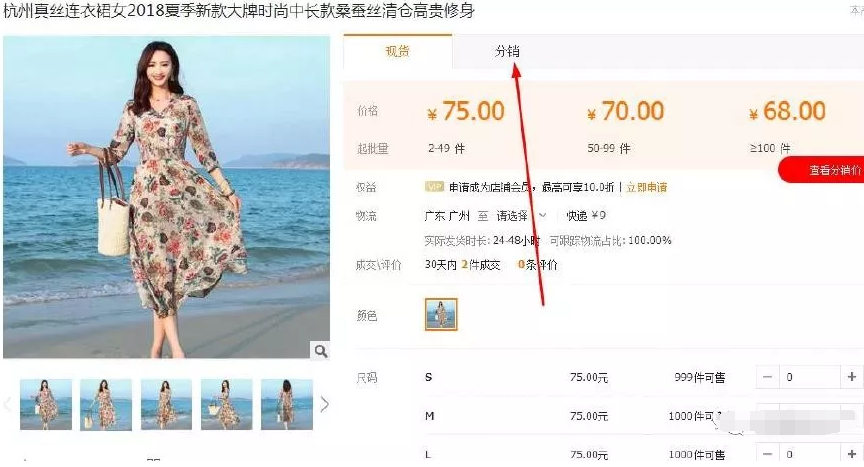 杭州真丝连衣裙女2018夏季新款大牌时尚中长款桑蚕丝清仓高贵修身
现货 分销
价格 ¥75.00 ¥70.00 ¥68.00
起批量 2-49 件 50-99 件 ≥100 件
查看分销价
权益 VIP 申请成为店铺会员，最高可享10.0折 | 立即申请
物流 广东 广州 至 请选择 快递 ¥9
实际发货时长: 24-48小时 可跟踪物流占比: 100.00%
成交\评价 30天内 2件成交 0条评价
颜色
尺码 S 75.00元 999件可售 － 0 +
M 75.00元 1000件可
L 75.00元 1000件可售 － 0 +